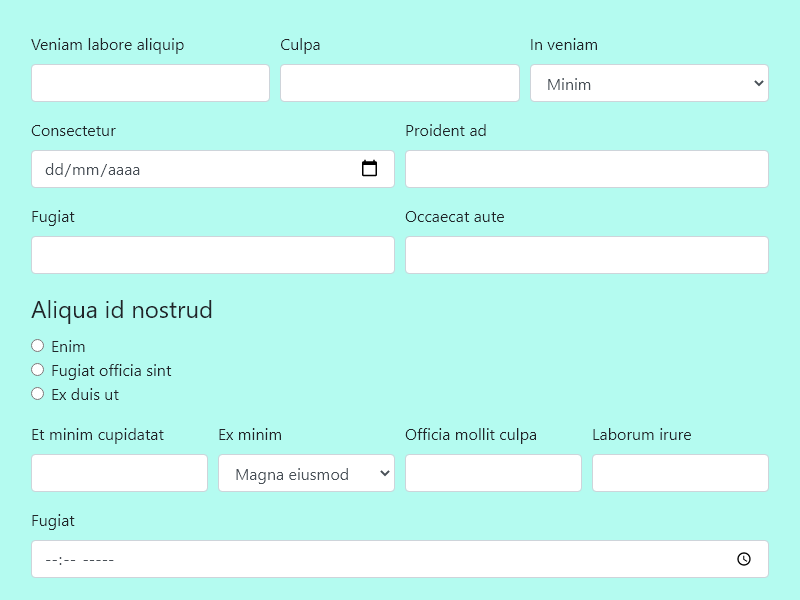 Veniam labore aliquip Culpa In veniam
Minim
Consectetur Proident ad
dd/mm/aaaa
Fugiat Occaecat aute
Aliqua id nostrud
Enim
Fugiat officia sint
Ex duis ut
Et minim cupidatat Ex minim Officia mollit culpa Laborum irure
Magna eiusmod
Fugiat
--:-- -----